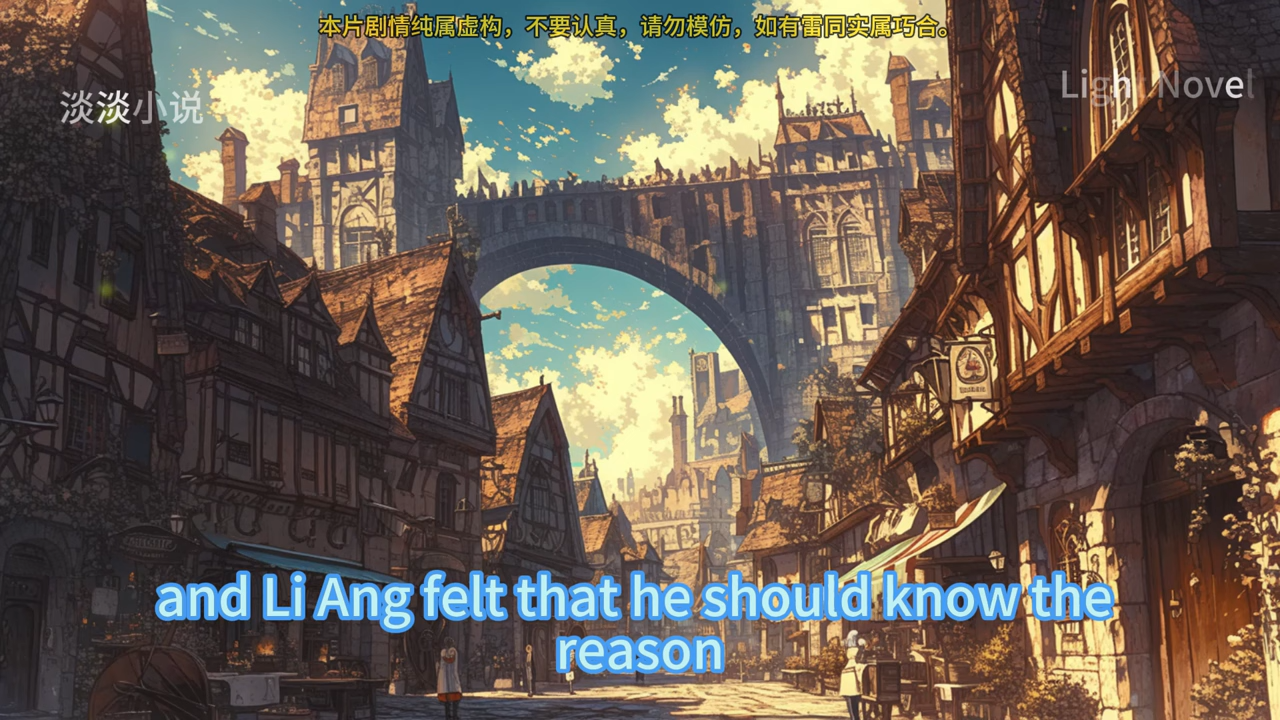 本片剧情纯属虚构，不要认真，请勿模仿，如有雷同实属巧合。
淡淡小说
Light Novel
and Li Ang felt that he should know the
reason